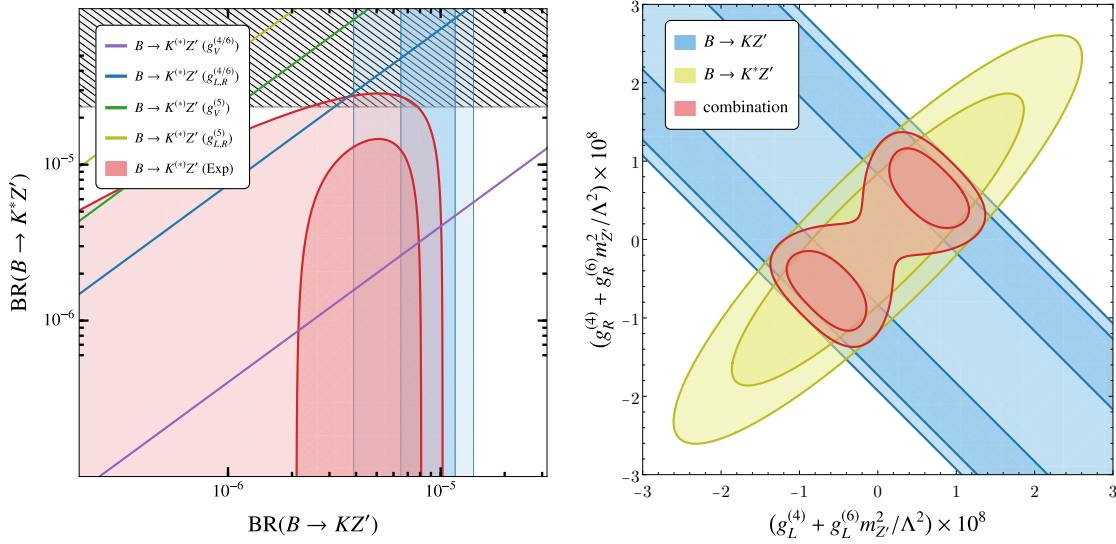 B → K^(*)Z′ (g_V^(4/6))
B → K^(*)Z′ (g_{L,R}^(4/6))
B → K^(*)Z′ (g_V^(5))
B → K^(*)Z′ (g_{L,R}^(5))
B → K^(*)Z′ (Exp)
10^−5
10^−6
BR(B → K*Z′)
10^−6
10^−5
BR(B → KZ′)
B → KZ′
B → K*Z′
combination
3
2
1
0
−1
−2
−3
(g_R^(4) + g_R^(6) m_{Z′}^2/Λ^2) × 10^8
−3
−2
−1
0
1
2
3
(g_L^(4) + g_L^(6) m_{Z′}^2/Λ^2) × 10^8